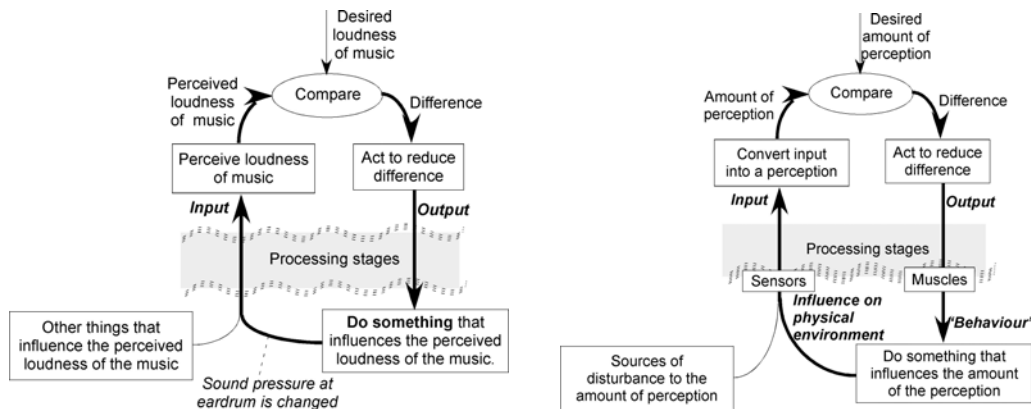 Desired
loudness
of music
Perceived
loudness
of music
Compare
Difference
Perceive loudness
of music
Act to reduce
difference
Input
Output
Processing stages
Other things that
influence the perceived
loudness of the music
Do something that
influences the perceived
loudness of the music.
Sound pressure at
eardrum is changed
Desired
amount of
perception
Amount of
perception
Compare
Difference
Convert input
into a perception
Act to reduce
difference
Input
Output
Processing stages
Sensors
Muscles
Influence on
physical
environment
'Behaviour'
Sources of
disturbance to the
amount of perception
Do something that
influences the amount
of the perception